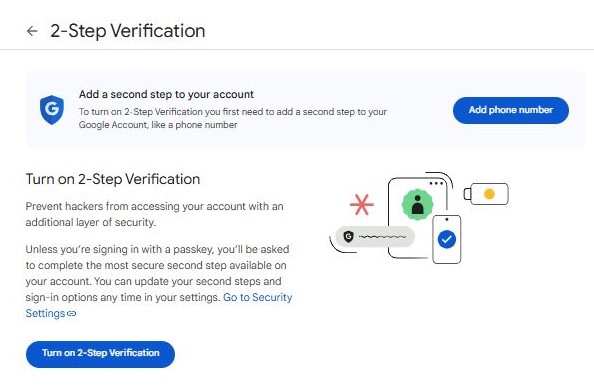 2-Step Verification
Add a second step to your account
To turn on 2-Step Verification you first need to add a second step to your
Google Account, like a phone number
Add phone number
Turn on 2-Step Verification
Prevent hackers from accessing your account with an
additional layer of security.
Unless you’re signing in with a passkey, you’ll be asked
to complete the most secure second step available on
your account. You can update your second steps and
sign-in options any time in your settings. Go to Security
Settings
Turn on 2-Step Verification